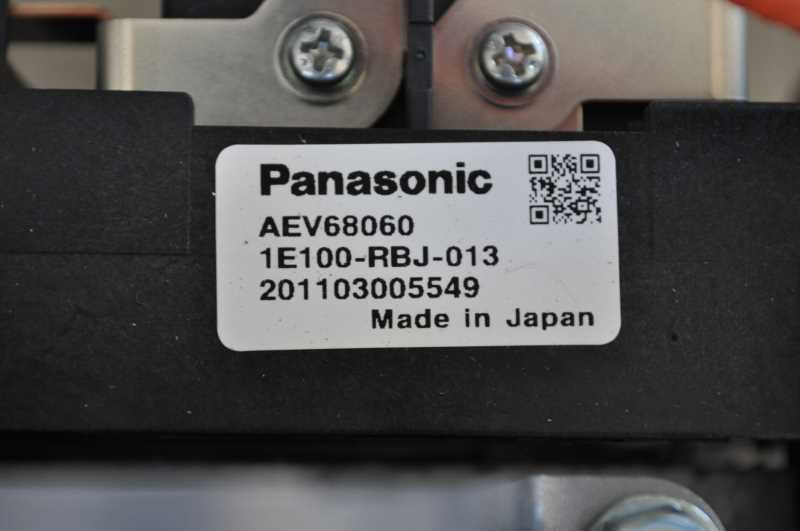 Panasonic
AEV68060
1E100-RBJ-013
201103005549
Made in Japan